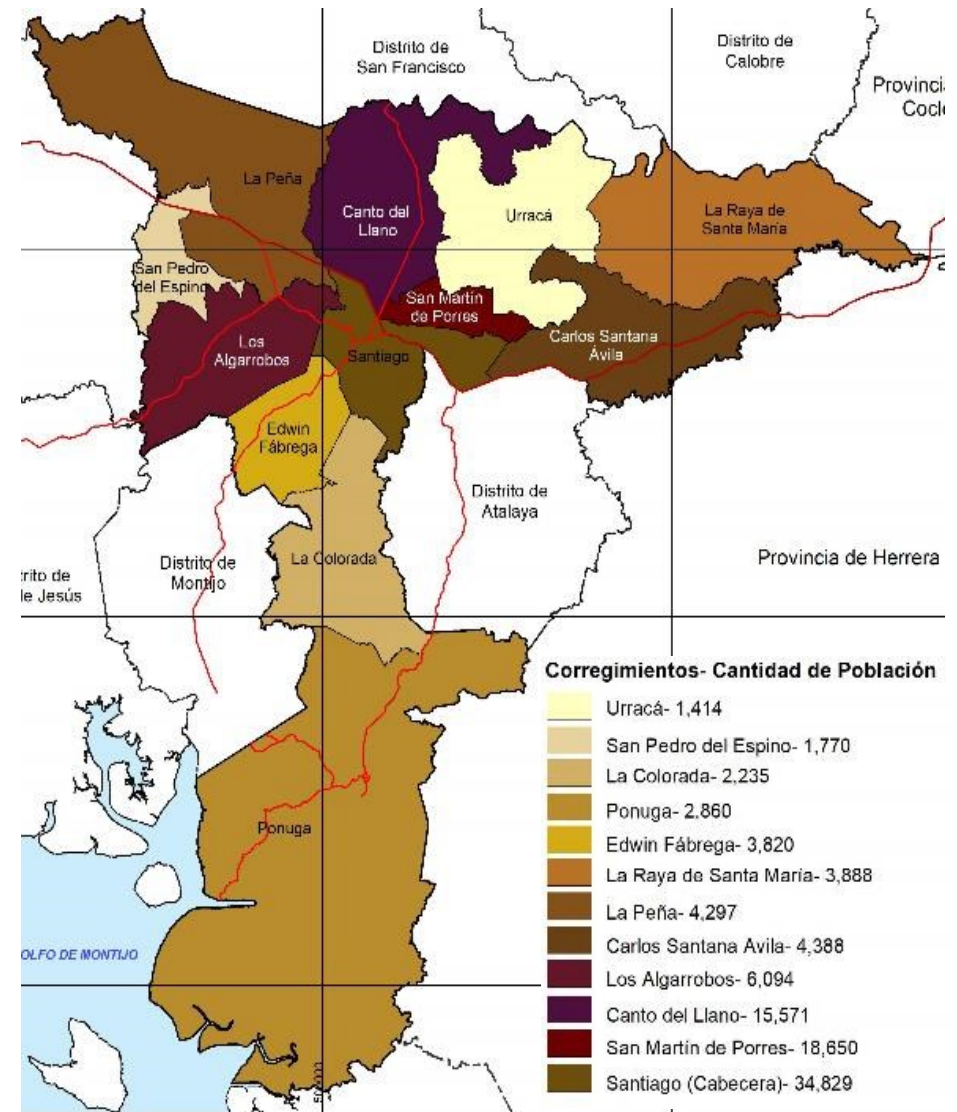 Distrito de
San Francisco
Distrito de
Calobre
Provinci
Cocl
La Peña
Canto del
Llano
Urracá
La Raya de
Santa María
San Pedro
del Espino
San Martín
de Porres
Los
Algarrobos
Santiago
Carlos Santana
Ávila
Edwin
Fábrega
Distrito de
Atalaya
La Colorada
Distrito de
Montijo
Provincia de Herrera
trito de
e Jesús
Ponuga
OLFO DE MONTIJO
Corregimientos- Cantidad de Población
Urracá- 1,414
San Pedro del Espino- 1,770
La Colorada- 2,235
Ponuga- 2,860
Edwin Fábrega- 3,820
La Raya de Santa María- 3,888
La Peña- 4,297
Carlos Santana Avila- 4,388
Los Algarrobos- 6,094
Canto del Llano- 15,571
San Martín de Porres- 18,650
Santiago (Cabecera)- 34,829